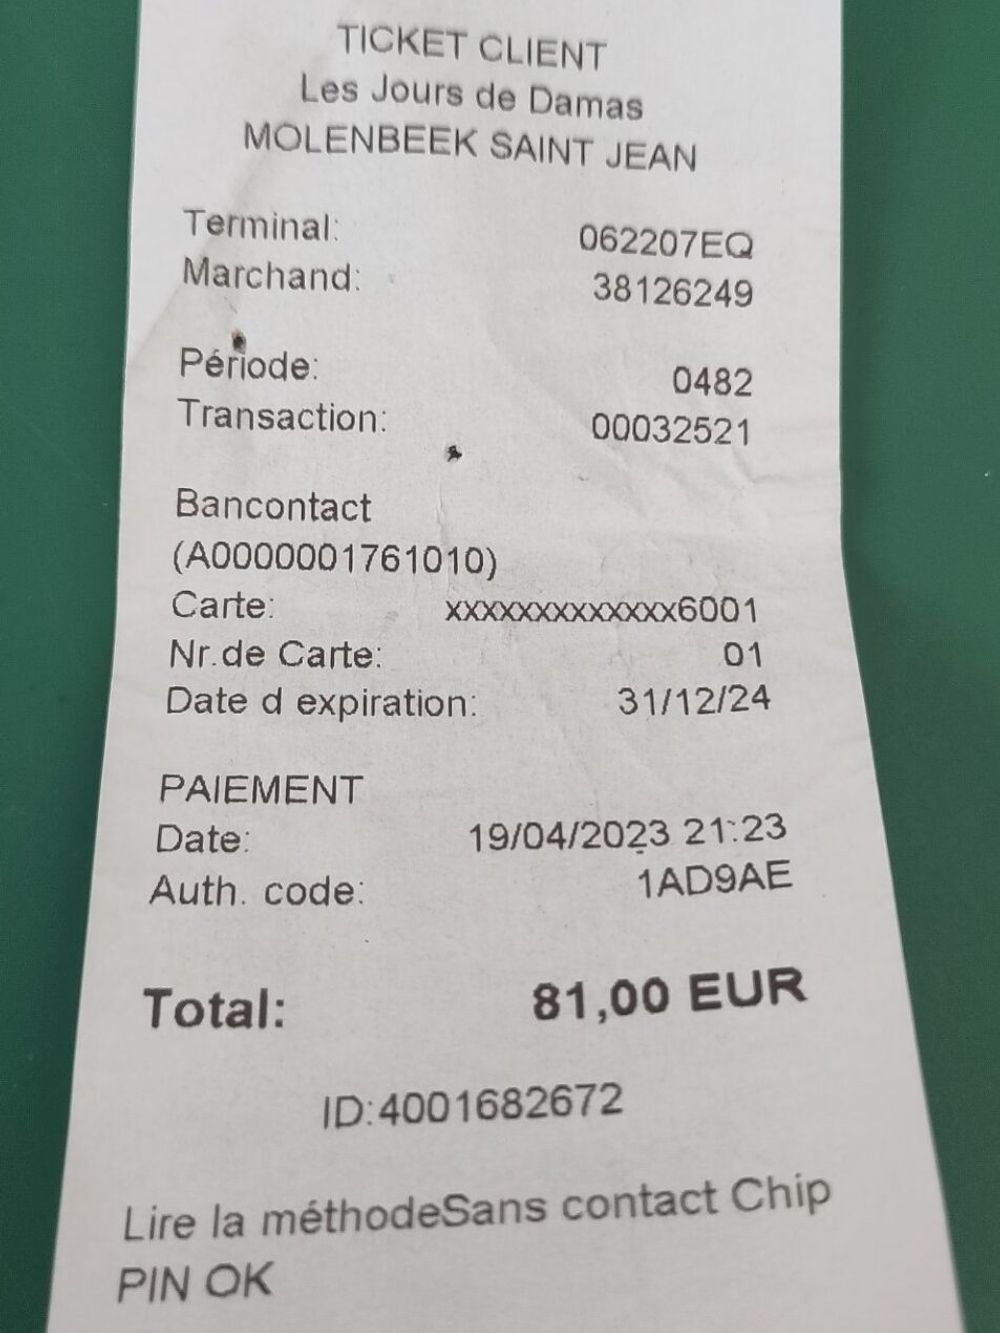 TICKET CLIENT
Les Jours de Damas
MOLENBEEK SAINT JEAN
Terminal: 062207EQ
Marchand: 38126249
Période: 0482
Transaction: 00032521
Bancontact
(A0000001761010)
Carte: xxxxxxxxxxxxx6001
Nr.de Carte: 01
Date d expiration: 31/12/24
PAIEMENT
Date: 19/04/2023 21:23
Auth. code: 1AD9AE
Total: 81,00 EUR
ID:4001682672
Lire la méthodeSans contact Chip
PIN OK